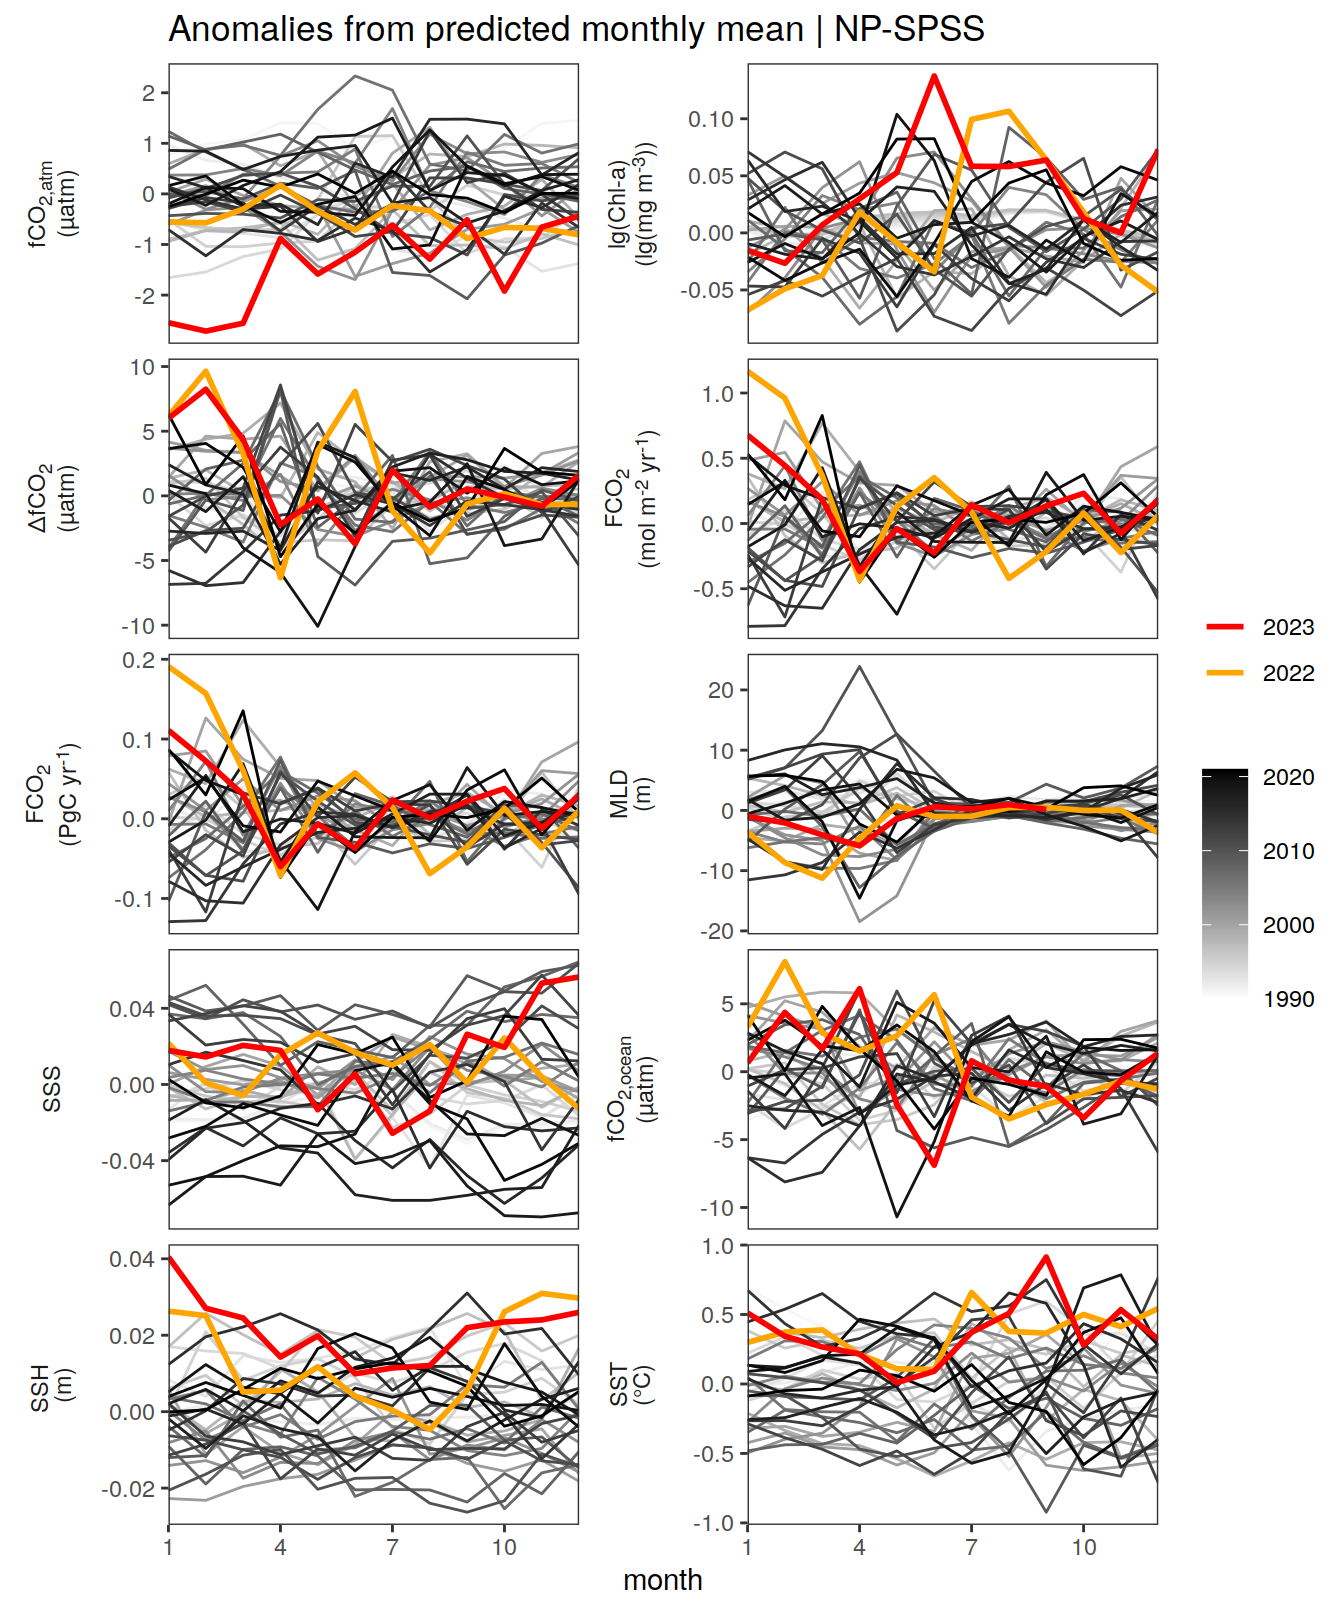 Anomalies from predicted monthly mean | NP-SPSS
fCO2,atm
(µatm)
2
1
0
-1
-2
lg(Chl-a)
(lg(mg m-3))
0.10
0.05
0.00
-0.05
ΔfCO2
(µatm)
10
5
0
-5
-10
FCO2
(mol m-2 yr-1)
1.0
0.5
0.0
-0.5
FCO2
(PgC yr-1)
0.2
0.1
0.0
-0.1
MLD
(m)
20
10
0
-10
-20
SSS
0.04
0.00
-0.04
fCO2,ocean
(µatm)
5
0
-5
-10
SSH
(m)
0.04
0.02
0.00
-0.02
SST
(°C)
1.0
0.5
0.0
-0.5
-1.0
1 4 7 10
1 4 7 10
month
2023
2022
2020
2010
2000
1990